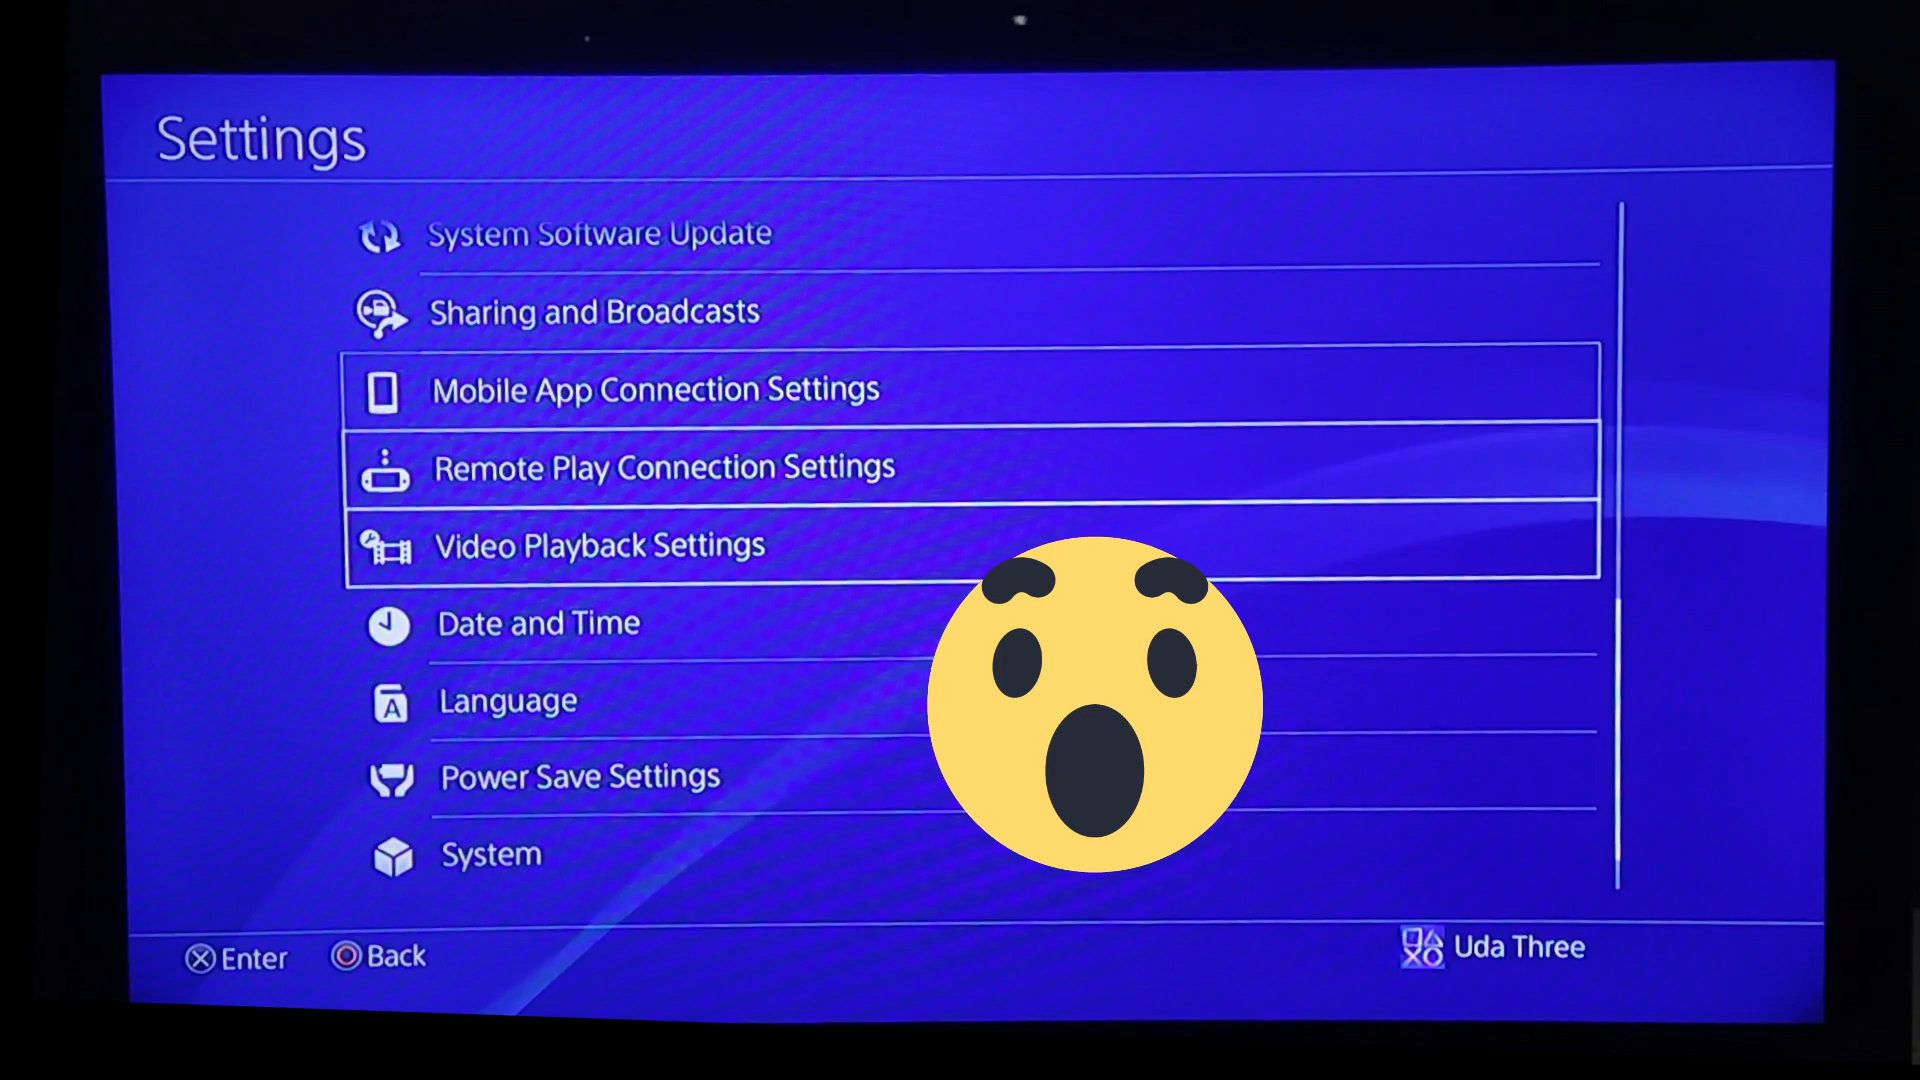 Settings
System Software Update
Sharing and Broadcasts
Mobile App Connection Settings
Remote Play Connection Settings
Video Playback Settings
Date and Time
Language
Power Save Settings
System
Enter Back
Uda Three